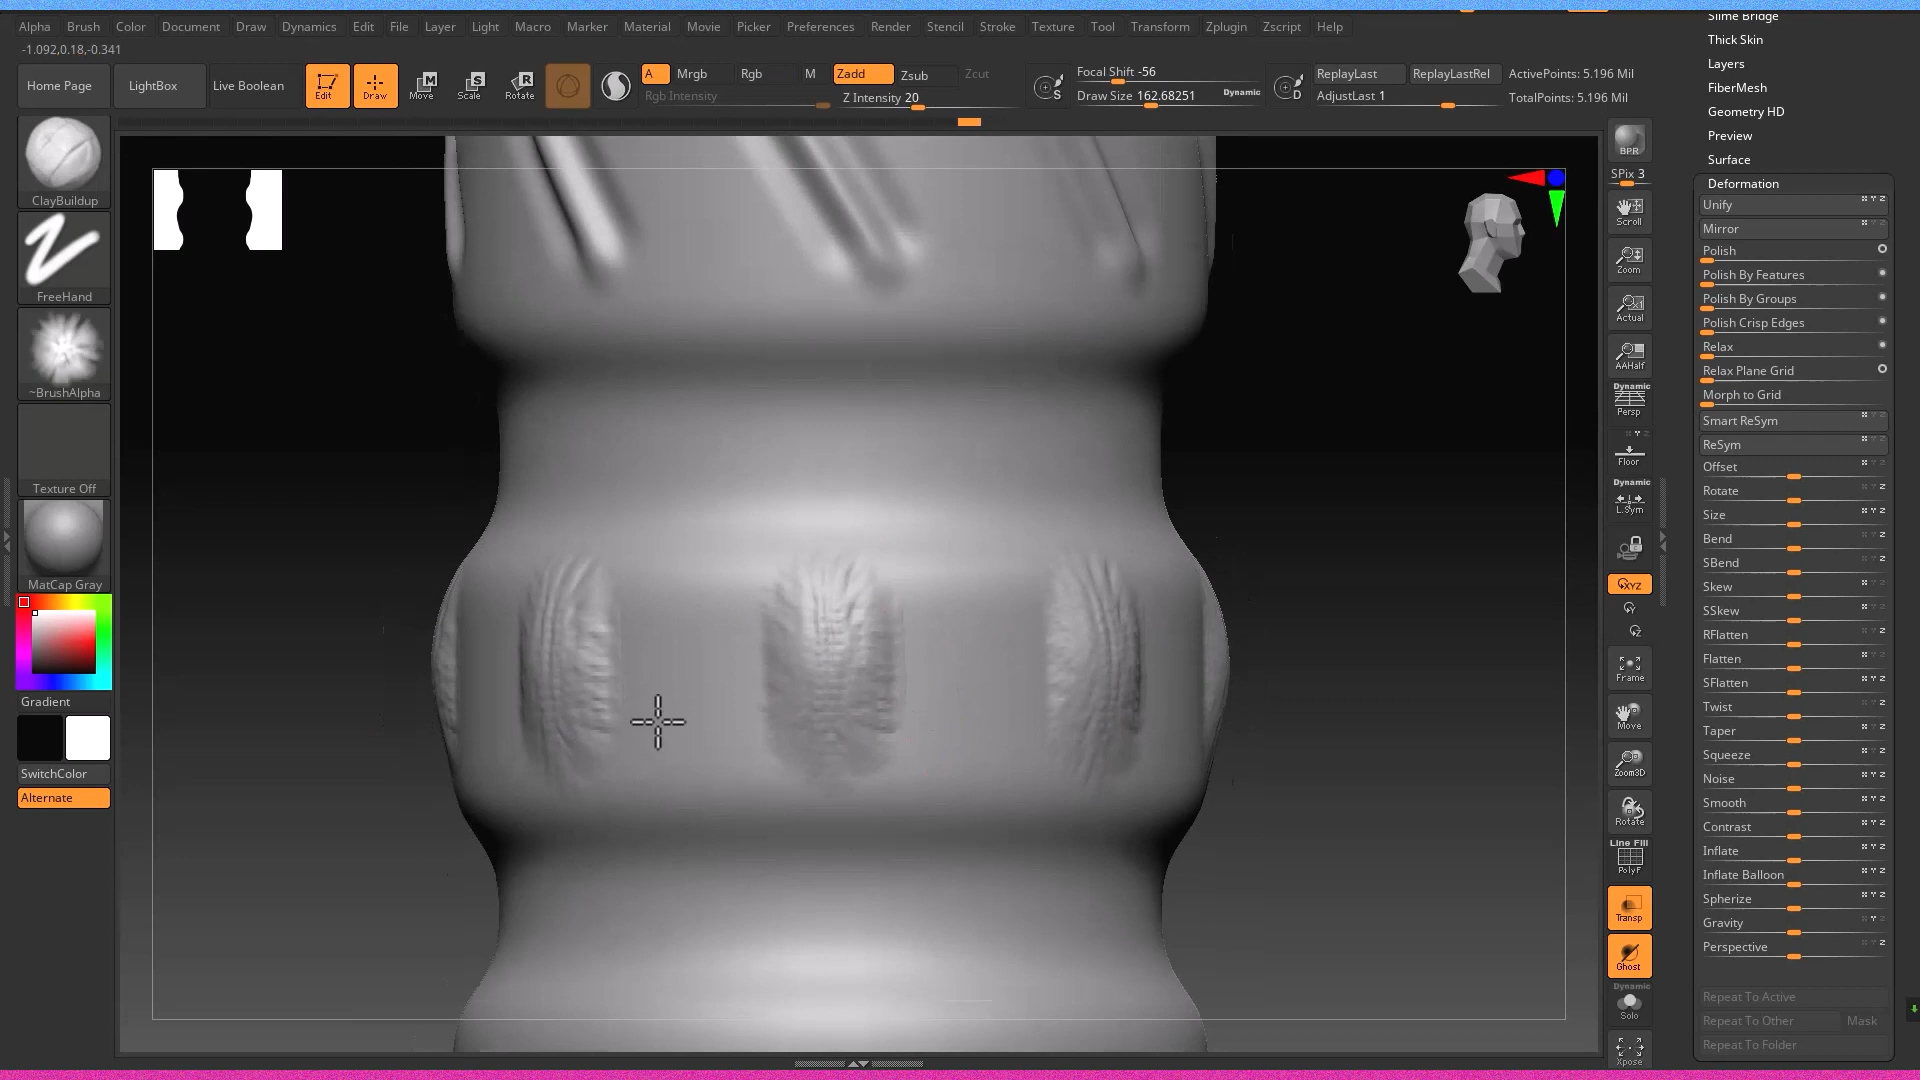 Alpha Brush Color Document Draw Dynamics Edit File Layer Light Macro Marker Material Movie Picker Preferences Render Stencil Stroke Texture Tool Transform Zplugin Zscript Help
-1.092,0.18,-0.341
Home Page LightBox Live Boolean Edit Draw Move Scale Rotate A Mrgb Rgb M Zadd Zsub Zcut
Rgb Intensity Z Intensity 20
Focal Shift -56
Draw Size 162.68251 Dynamic
S D
ReplayLast ReplayLastRel
AdjustLast 1
ActivePoints: 5.196 Mil
TotalPoints: 5.196 Mil
ClayBuildup
FreeHand
~BrushAlpha
Texture Off
MatCap Gray
Gradient
SwitchColor
Alternate
BPR
SPix 3
Scroll
Zoom
Actual
AAHalf
Dynamic
Persp
Floor
Dynamic
L.Sym
XYZ
Y
Z
Frame
Move
Zoom3D
Rotate
Line Fill
PolyF
Transp
Ghost
Dynamic
Solo
Xpose
Slime Bridge
Thick Skin
Layers
FiberMesh
Geometry HD
Preview
Surface
Deformation
Unify
Mirror
Polish
Polish By Features
Polish By Groups
Polish Crisp Edges
Relax
Relax Plane Grid
Morph to Grid
Smart ReSym
ReSym
Offset
Rotate
Size
Bend
SBend
Skew
SSkew
RFlatten
Flatten
SFlatten
Twist
Taper
Squeeze
Noise
Smooth
Contrast
Inflate
Inflate Balloon
Spherize
Gravity
Perspective
Repeat To Active
Repeat To Other Mask
Repeat To Folder